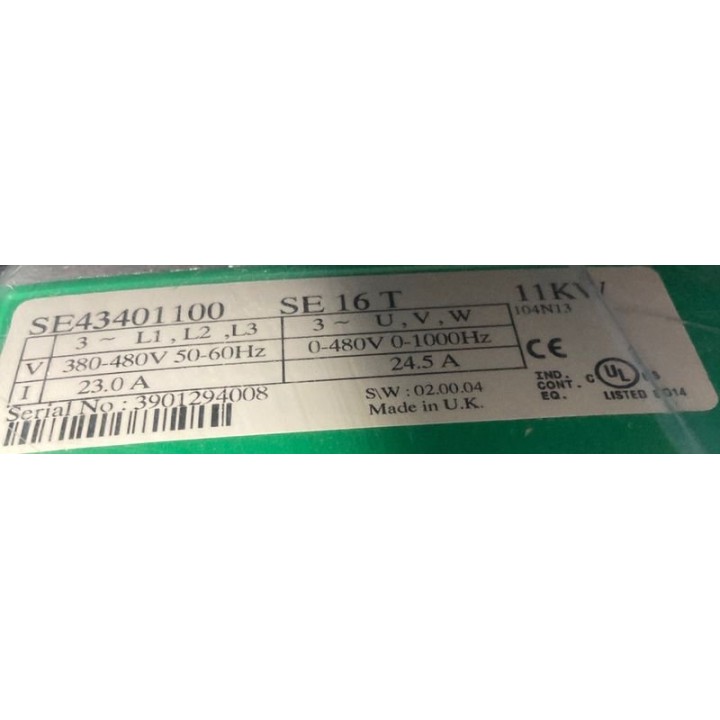 SE43401100 SE 16 T 11KW
3 ~ L1 , L2 , L3 3 ~ U , V , W 104N13
V 380-480V 50-60Hz 0-480V 0-1000Hz
I 23.0 A 24.5 A
CE
Serial No : 3901294008 S\W : 02.00.04
Made in U.K.
IND.
CONT.
EQ.
C UL
LISTED